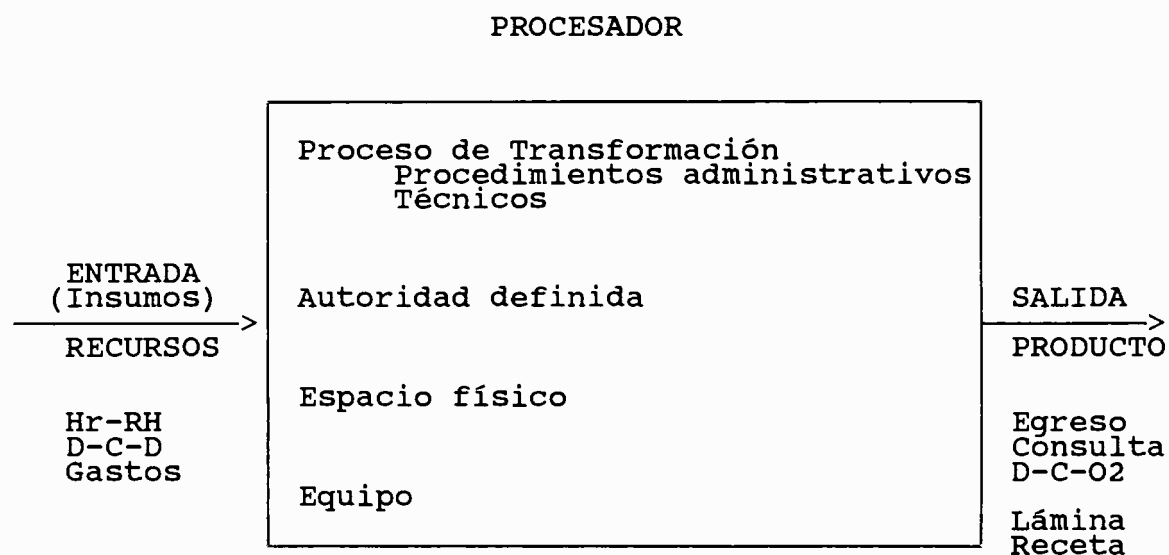 PROCESADOR
Proceso de Transformación
Procedimientos administrativos
Técnicos
ENTRADA
(Insumos)
RECURSOS
Hr-RH
D-C-D
Gastos
Autoridad definida
Espacio físico
Equipo
SALIDA
PRODUCTO
Egreso
Consulta
D-C-O2
Lámina
Receta